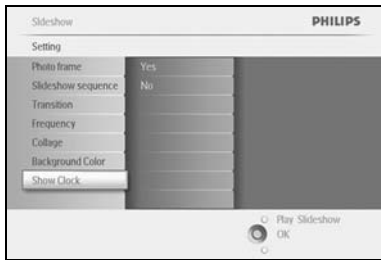 Slideshow PHILIPS
Setting
Photo frame Yes
Slideshow sequence No
Transition
Frequency
Collage
Background Color
Show Clock
Play Slideshow
OK